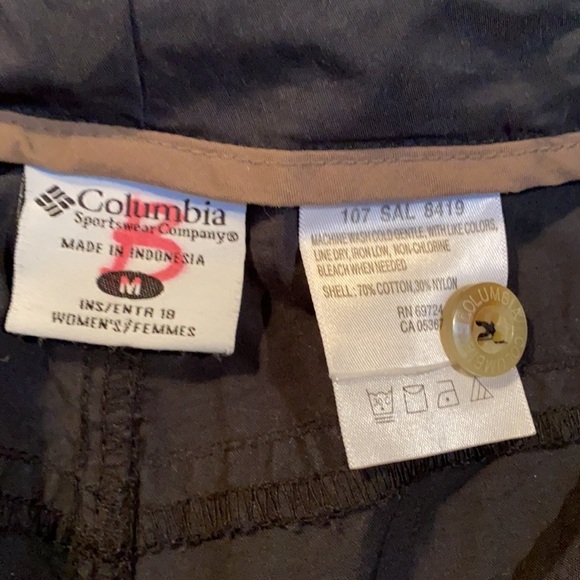 Columbia
Sportswear Company®
MADE IN INDONESIA
D
M
INS/ENTR 18
WOMEN'S/FEMMES
107 SAL 8419
MACHINE WASH COLD GENTLE, WITH LIKE COLORS,
LINE DRY, IRON LOW, NON-CHLORINE
BLEACH WHEN NEEDED
SHELL: 70% COTTON, 30% NYLON
RN 69724
CA 05367
COLUMBIA
30°C